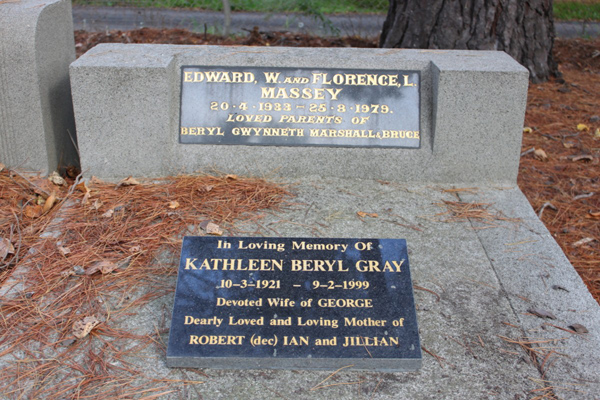 EDWARD, W. AND FLORENCE, L.
MASSEY
20-4-1933 - 25-8-1979.
LOVED PARENTS OF
BERYL GWYNNETH MARSHALL & BRUCE
In Loving Memory Of
KATHLEEN BERYL GRAY
10-3-1921 - 9-2-1999
Devoted Wife of GEORGE
Dearly Loved and Loving Mother of
ROBERT (dec) IAN and JILLIAN